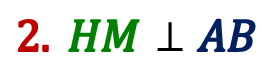 2. HM ⊥ AB